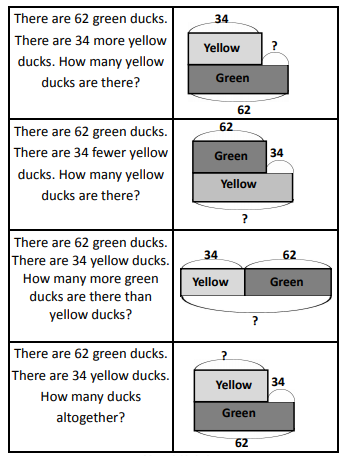 There are 62 green ducks.
There are 34 more yellow
ducks. How many yellow
ducks are there?
34
Yellow
?
Green
62
There are 62 green ducks.
There are 34 fewer yellow
ducks. How many yellow
ducks are there?
62
Green
34
Yellow
?
There are 62 green ducks.
There are 34 yellow ducks.
How many more green
ducks are there than
yellow ducks?
34 62
Yellow Green
?
There are 62 green ducks.
There are 34 yellow ducks.
How many ducks
altogether?
?
Yellow
34
Green
62